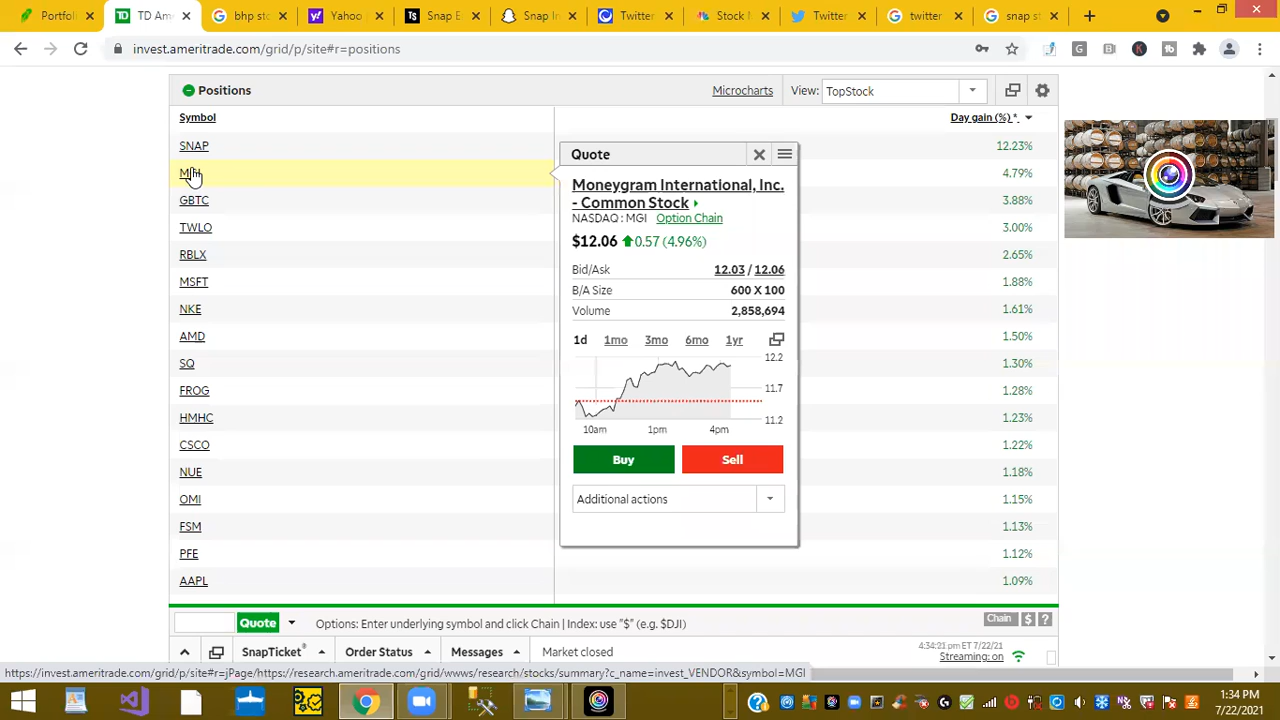 Portfo
TD Am
bhp sto
Yahoo
Snap E
Snap In
Twitter
Stock M
Twitter
twitter
snap st
invest.ameritrade.com/grid/p/site#r=positions
Positions
Microcharts
View:
TopStock
Symbol
Day gain (%) *
SNAP
12.23%
4.79%
GBTC
3.88%
TWLO
3.00%
RBLX
2.65%
MSFT
1.88%
NKE
1.61%
AMD
1.50%
SQ
1.30%
FROG
1.28%
HMHC
1.23%
CSCO
1.22%
NUE
1.18%
OMI
1.15%
FSM
1.13%
PFE
1.12%
AAPL
1.09%
Quote
Moneygram International, Inc.
- Common Stock
NASDAQ : MGI Option Chain
$12.06 0.57 (4.96%)
Bid/Ask 12.03 / 12.06
B/A Size 600 X 100
Volume 2,858,694
1d 1mo 3mo 6mo 1yr
12.2
11.7
11.2
10am 1pm 4pm
Buy Sell
Additional actions
Quote
Options: Enter underlying symbol and click Chain | Index: use "$" (e.g. $DJI)
Chain $ ?
SnapTicket®
Order Status
Messages
Market closed
4:34:21 pm ET 7/22/21
Streaming: on
https://invest.ameritrade.com/grid/p/site#r=jPage/https://research.ameritrade.com/grid/wwws/research/stocks/summary?c_name=invest_VENDOR&symbol=MGI
1:34 PM
7/22/2021